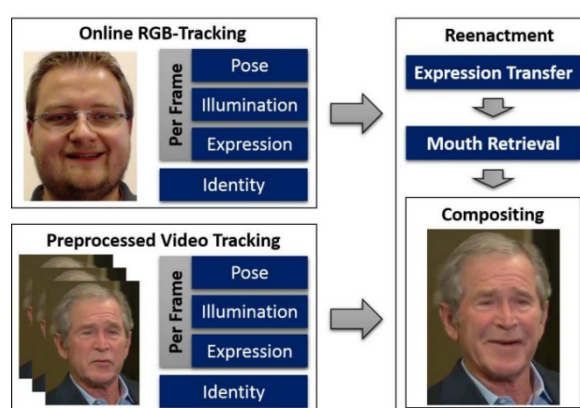 Online RGB-Tracking
Per Frame
Pose
Illumination
Expression
Identity
Preprocessed Video Tracking
Per Frame
Pose
Illumination
Expression
Identity
Reenactment
Expression Transfer
Mouth Retrieval
Compositing